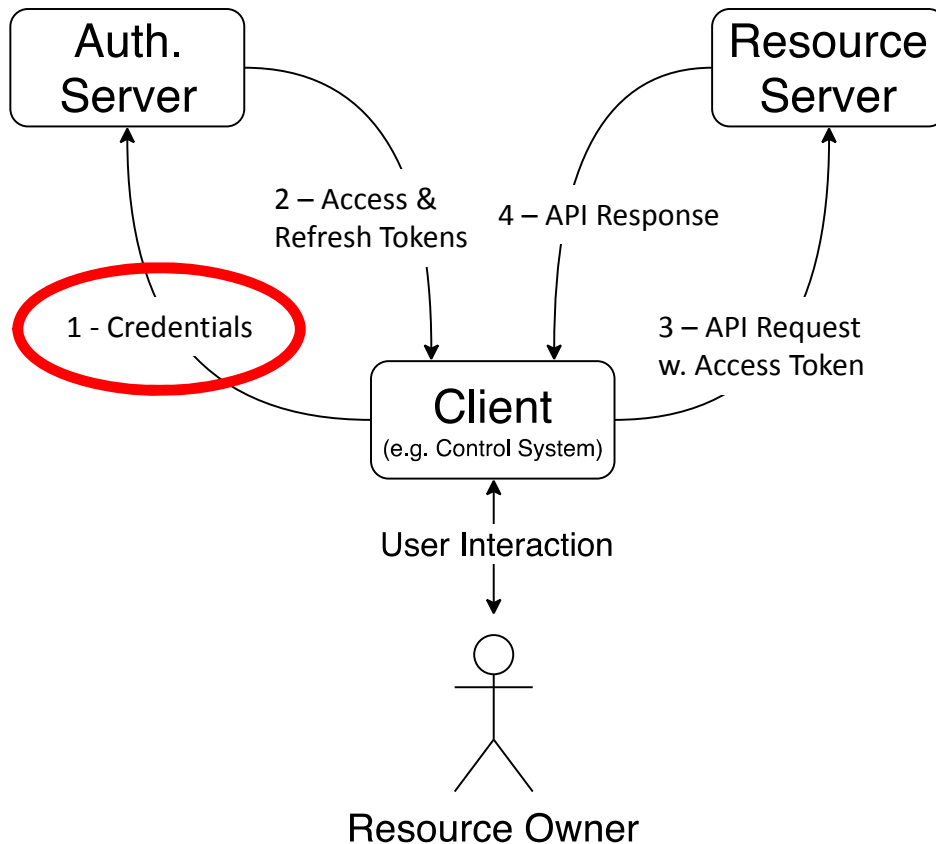 Auth.
Server
Resource
Server
2 – Access &
Refresh Tokens
4 – API Response
1 - Credentials
3 – API Request
w. Access Token
Client
(e.g. Control System)
User Interaction
Resource Owner